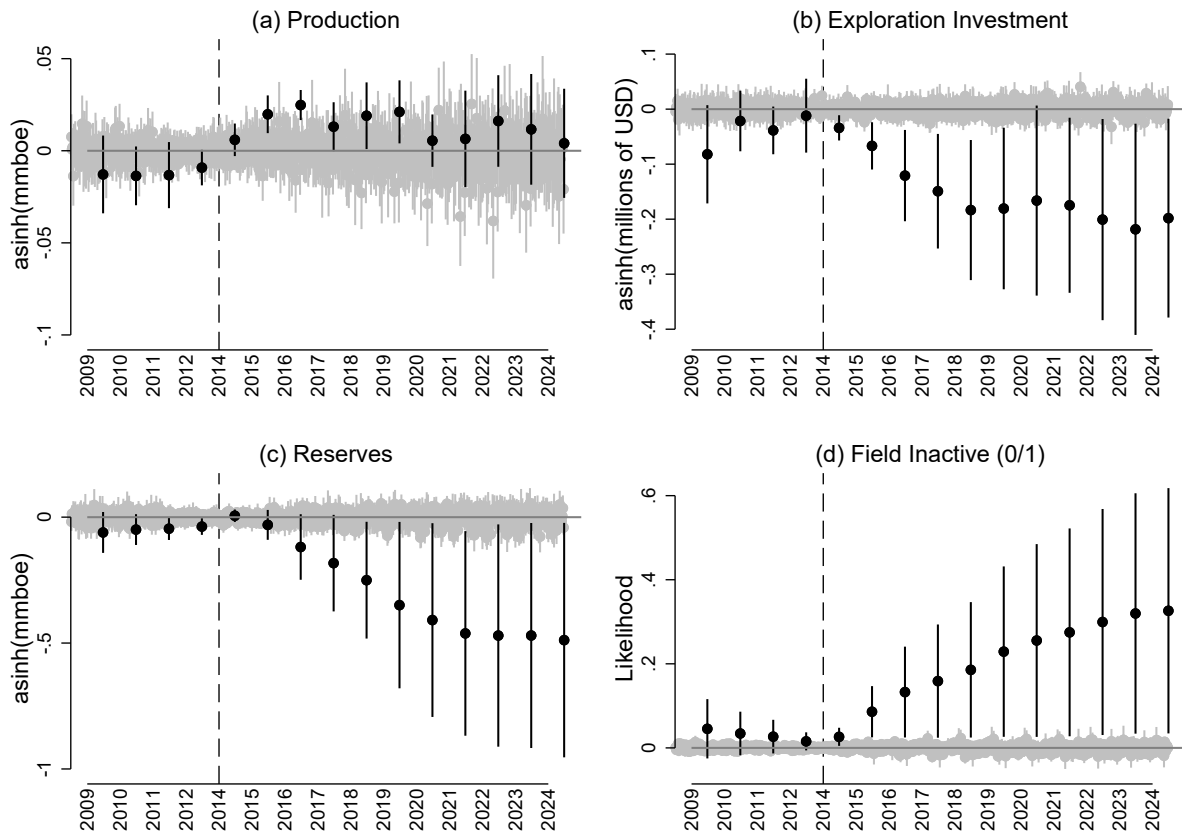 (a) Production
asinh(mmboe)
.05
0
-.05
-.1
2009 2010 2011 2012 2014 2015 2016 2017 2018 2019 2020 2021 2022 2023 2024
(b) Exploration Investment
asinh(millions of USD)
.1
0
-.1
-.2
-.3
-.4
2009 2010 2011 2012 2014 2015 2016 2017 2018 2019 2020 2021 2022 2023 2024
(c) Reserves
asinh(mmboe)
0
-.5
-1
2009 2010 2011 2012 2014 2015 2016 2017 2018 2019 2020 2021 2022 2023 2024
(d) Field Inactive (0/1)
Likelihood
.6
.4
.2
0
2009 2010 2011 2012 2014 2015 2016 2017 2018 2019 2020 2021 2022 2023 2024